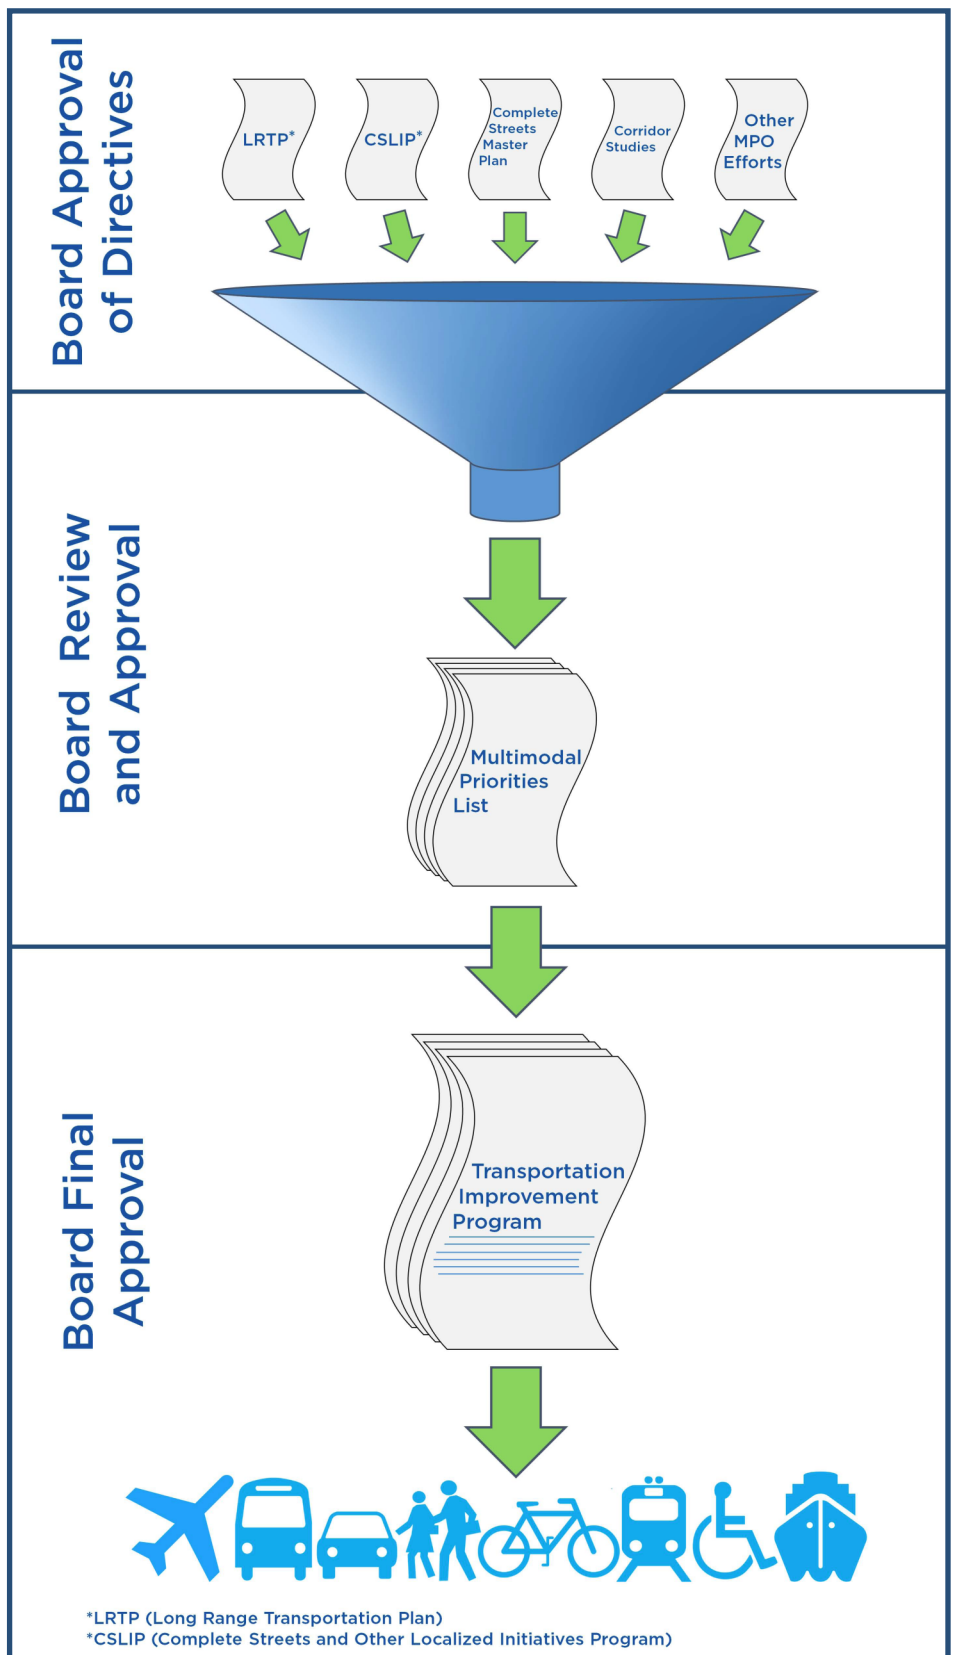 Board Approval
of Directives
LRTP*
CSLIP*
Complete
Streets
Master
Plan
Corridor
Studies
Other
MPO
Efforts
Board Review
and Approval
Multimodal
Priorities
List
Board Final
Approval
Transportation
Improvement
Program
*LRTP (Long Range Transportation Plan)
*CSLIP (Complete Streets and Other Localized Initiatives Program)